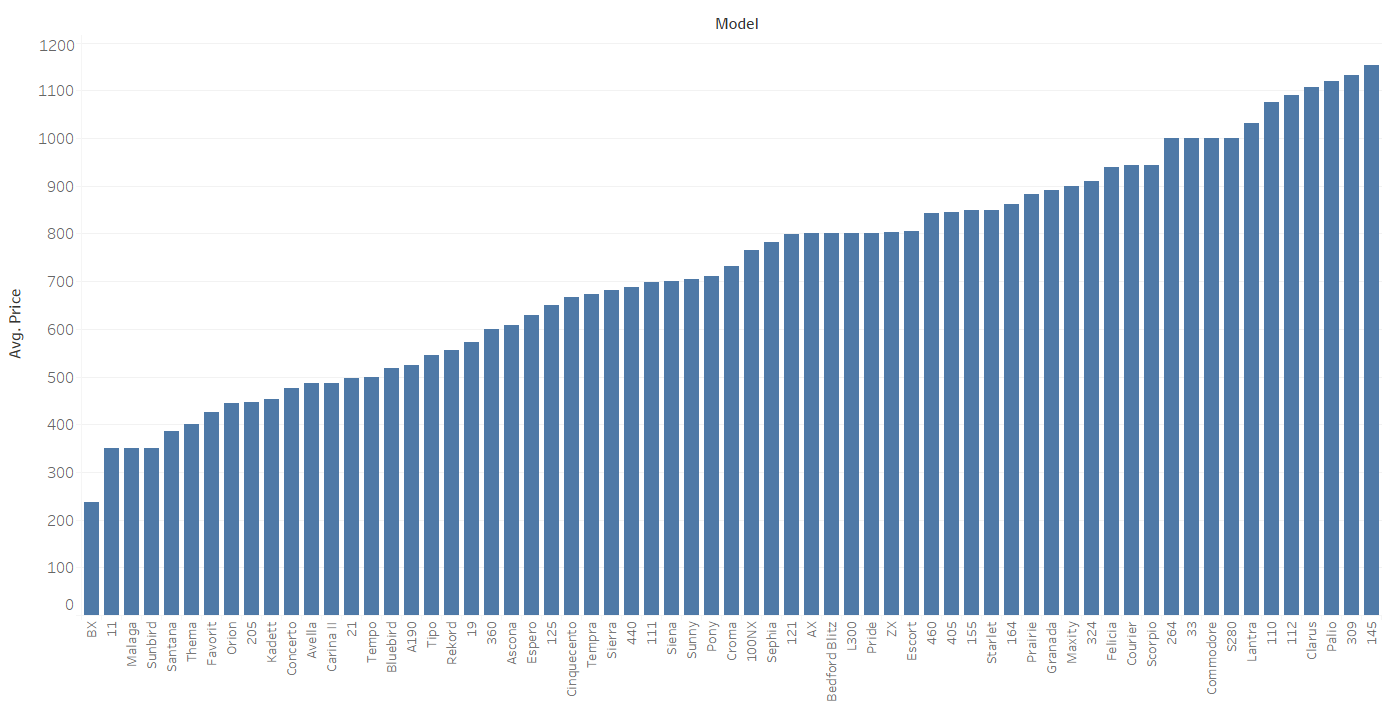 Model
1200
1100
1000
900
800
700
600
500
400
300
200
100
0
Avg. Price
BX
11
Malaga
Sunbird
Santana
Thema
Favorit
Orion
205
Kadett
Concerto
Avella
Carina II
21
Tempo
Bluebird
A190
Tipo
Rekord
19
360
Ascona
Espero
125
Cinquecento
Tempra
Sierra
440
111
Siena
Sunny
Pony
Croma
100NX
Sephia
121
AX
Bedford Blitz
L300
Pride
ZX
Escort
460
405
155
Starlet
164
Prairie
Granada
Maxity
324
Felicia
Courier
Scorpio
264
33
Commodore
S280
Lantra
110
112
Clarus
Palio
309
145